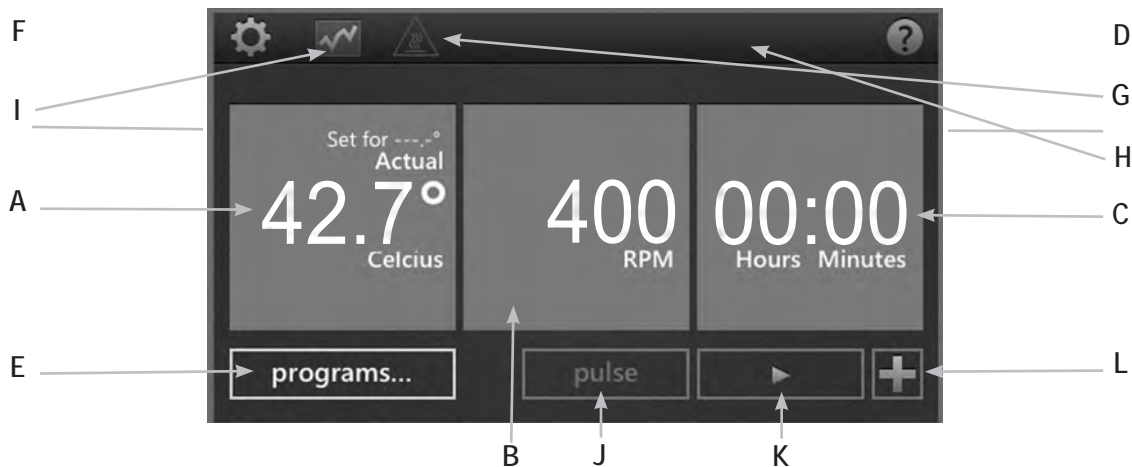 F
D
?
I
G
H
Set for ---.-°
Actual
A
42.7°
400
00:00
C
Celcius
RPM
Hours Minutes
E
programs...
pulse
L
B
J
K